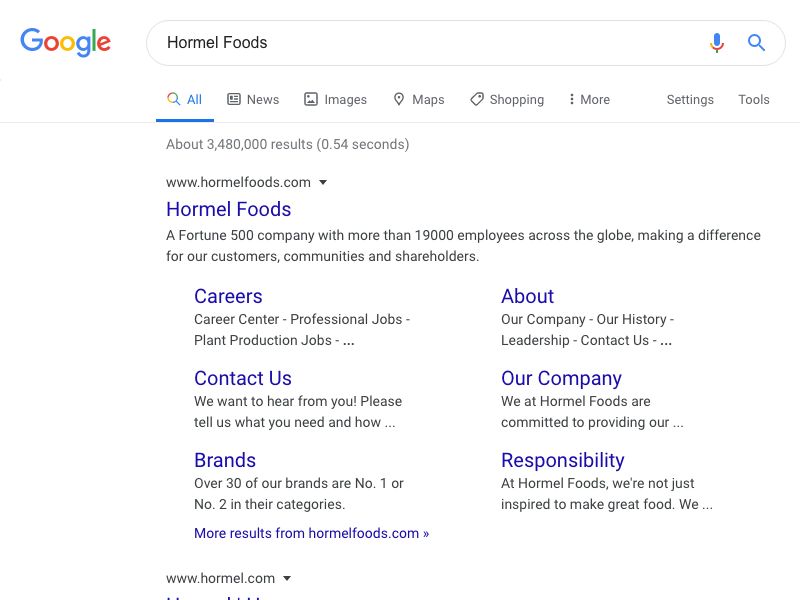 Google
Hormel Foods
All News Images Maps Shopping More Settings Tools
About 3,480,000 results (0.54 seconds)
www.hormelfoods.com
Hormel Foods
A Fortune 500 company with more than 19000 employees across the globe, making a difference
for our customers, communities and shareholders.
Careers
Career Center - Professional Jobs -
Plant Production Jobs - ...
About
Our Company - Our History -
Leadership - Contact Us - ...
Contact Us
We want to hear from you! Please
tell us what you need and how ...
Our Company
We at Hormel Foods are
committed to providing our ...
Brands
Over 30 of our brands are No. 1 or
No. 2 in their categories.
Responsibility
At Hormel Foods, we're not just
inspired to make great food. We ...
More results from hormelfoods.com »
www.hormel.com